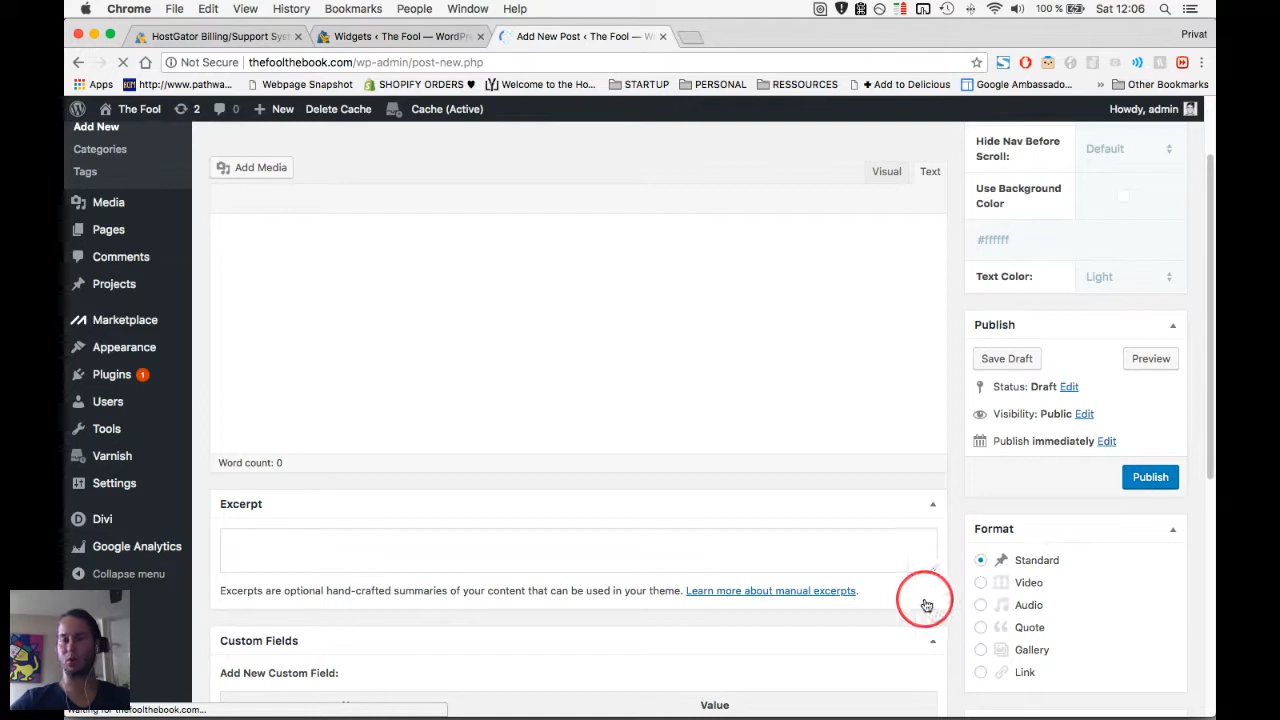 Chrome File Edit View History Bookmarks People Window Help 100 % Sat 12:06
HostGator Billing/Support Sys × Widgets ‹ The Fool — WordPre × Add New Post ‹ The Fool — W × Privat
Not Secure thefoolthebook.com/wp-admin/post-new.php
Apps http://www.pathwa... Webpage Snapshot SHOPIFY ORDERS ♥ Welcome to the Ho... STARTUP PERSONAL RESSOURCES + Add to Delicious Google Ambassado... » Other Bookmarks
The Fool 2 0 + New Delete Cache Cache (Active) Howdy, admin
Add New
Categories
Tags
Media
Pages
Comments
Projects
Marketplace
Appearance
Plugins 1
Users
Tools
Varnish
Settings
Divi
Google Analytics
Collapse menu
Add Media
Visual Text
Word count: 0
Excerpt
Excerpts are optional hand-crafted summaries of your content that can be used in your theme. Learn more about manual excerpts.
Custom Fields
Add New Custom Field:
Value
Hide Nav Before
Scroll:
Default
Use Background
Color
#ffffff
Text Color: Light
Publish
Save Draft Preview
Status: Draft Edit
Visibility: Public Edit
Publish immediately Edit
Publish
Format
Standard
Video
Audio
Quote
Gallery
Link
Waiting for thefoolthebook.com...